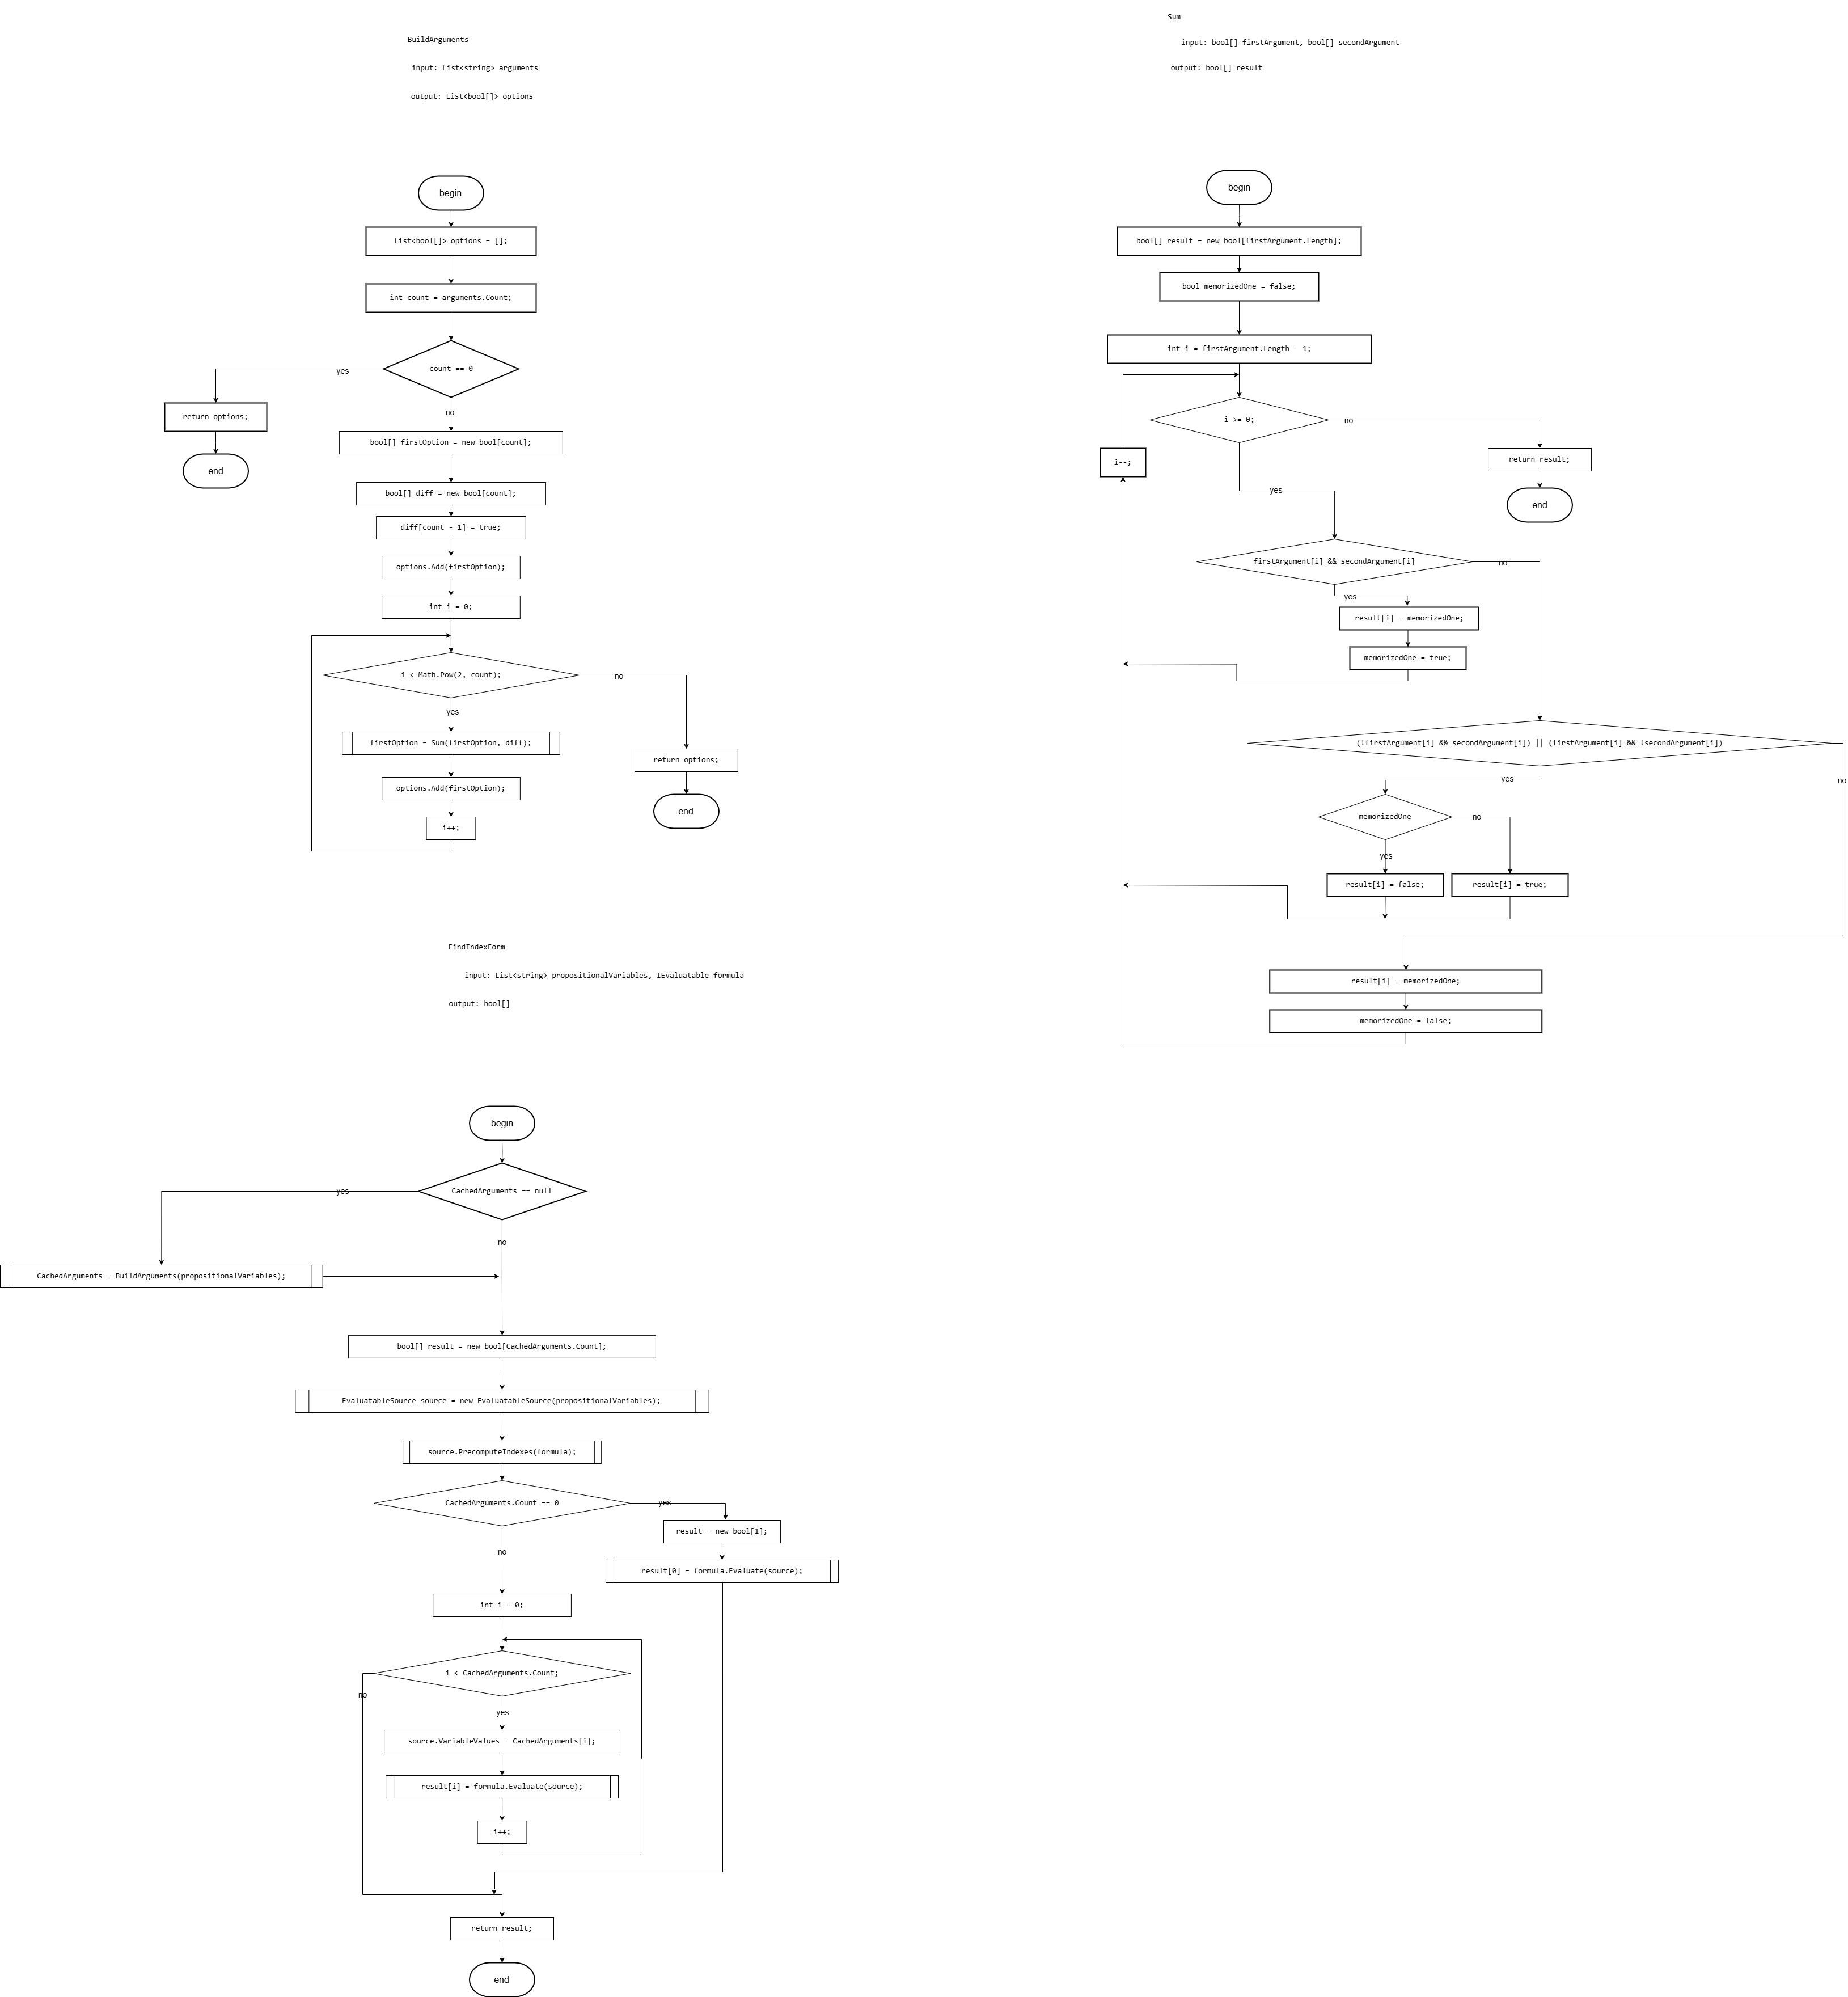 BuildArguments
input: List<string> arguments
output: List<bool[]> options
begin
List<bool[]> options = [];
int count = arguments.Count;
count == 0
yes
no
return options;
end
bool[] firstOption = new bool[count];
bool[] diff = new bool[count];
diff[count - 1] = true;
options.Add(firstOption);
int i = 0;
i < Math.Pow(2, count);
no
yes
firstOption = Sum(firstOption, diff);
return options;
options.Add(firstOption);
end
i++;
Sum
input: bool[] firstArgument, bool[] secondArgument
output: bool[] result
begin
bool[] result = new bool[firstArgument.Length];
bool memorizedOne = false;
int i = firstArgument.Length - 1;
i >= 0;
no
i--;
return result;
end
yes
firstArgument[i] && secondArgument[i]
no
yes
result[i] = memorizedOne;
memorizedOne = true;
(!firstArgument[i] && secondArgument[i]) || (firstArgument[i] && !secondArgument[i])
yes
no
memorizedOne
no
yes
result[i] = false;
result[i] = true;
result[i] = memorizedOne;
memorizedOne = false;
FindIndexForm
input: List<string> propositionalVariables, IEvaluatable formula
output: bool[]
begin
CachedArguments == null
yes
no
CachedArguments = BuildArguments(propositionalVariables);
bool[] result = new bool[CachedArguments.Count];
EvaluatableSource source = new EvaluatableSource(propositionalVariables);
source.PrecomputeIndexes(formula);
CachedArguments.Count == 0
yes
result = new bool[1];
no
result[0] = formula.Evaluate(source);
int i = 0;
i < CachedArguments.Count;
no
yes
source.VariableValues = CachedArguments[i];
result[i] = formula.Evaluate(source);
i++;
return result;
end